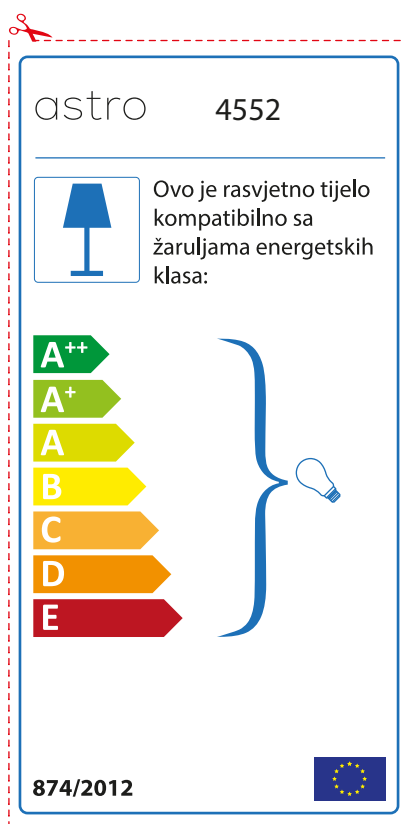 astro 4552
Ovo je rasvjetno tijelo
kompatibilno sa
žaruljama energetskih
klasa:
A++
A+
A
B
C
D
E
874/2012